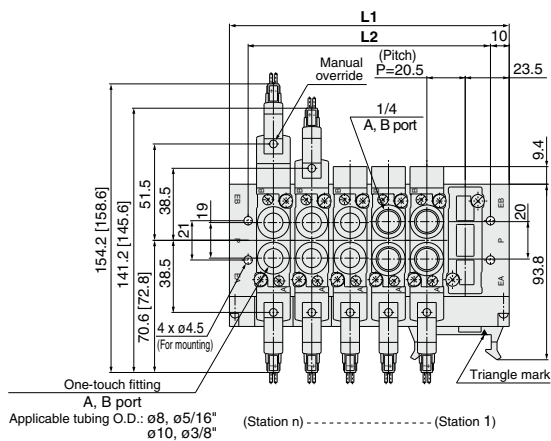 L1
L2
10
(Pitch)
P=20.5
23.5
Manual
override
1/4
A, B port
9.4
154.2 [158.6]
141.2 [145.6]
70.6 [72.8]
51.5
38.5
21
19
38.5
EB
P
EA
B
B
A
A
EB
P
EA
20
93.8
4 x ø4.5
(For mounting)
Triangle mark
One-touch fitting
A, B port
Applicable tubing O.D.: ø8, ø5/16"
ø10, ø3/8"
(Station n)
(Station 1)